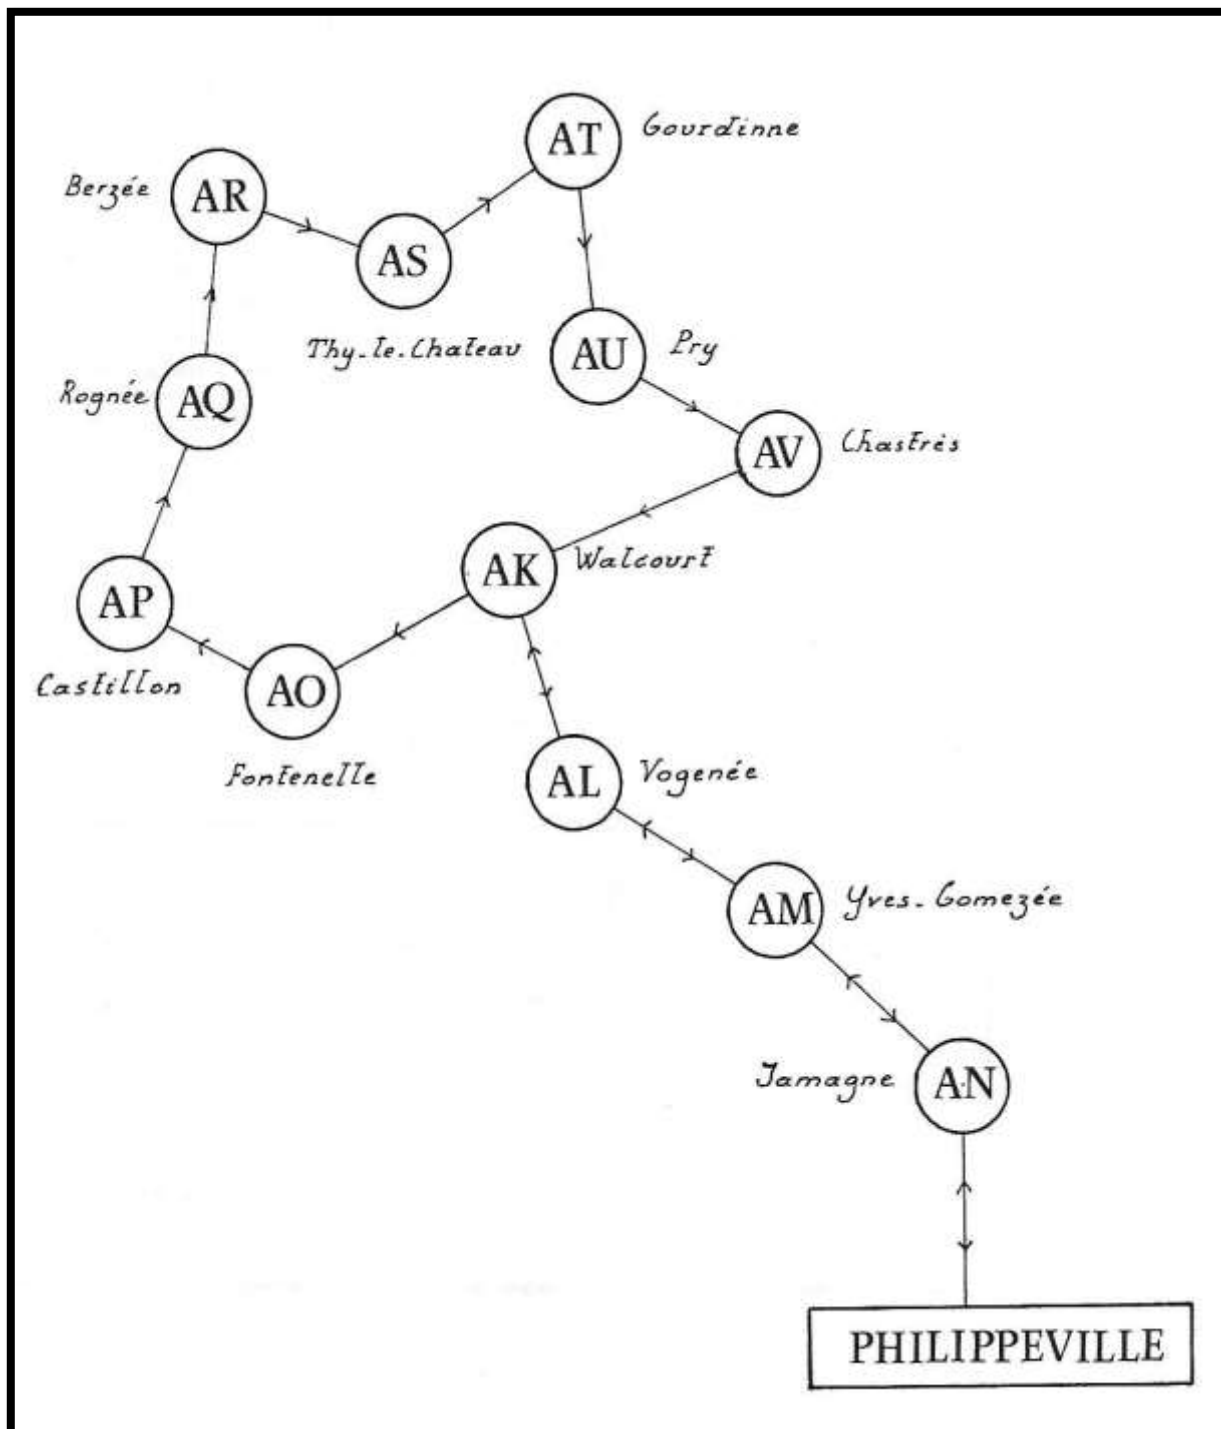 AT Gourdinne
Berzée AR
AS
Thy-le-Chateau
AU Pry
Rognée AQ
AV Chastrès
AK Walcourt
AP
Castillon
AO
Fontenelle
AL Vogenée
AM Yves-Gomezée
Jamagne AN
PHILIPPEVILLE